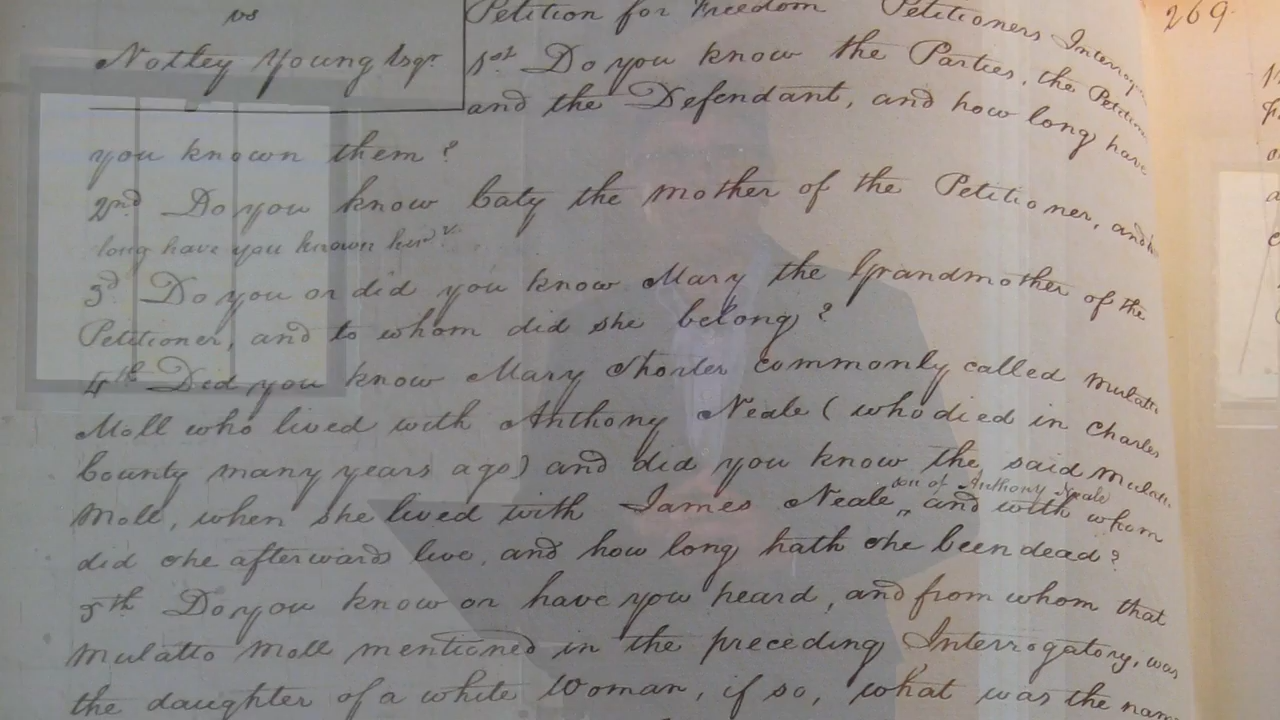 vs
Petition for Freedom Petitioners Interrog
269.
Notley Young Esqr.
1st Do you know the Parties, the Petition
and the Defendant, and how long have
you known them?
2nd Do you know Caty the mother of the Petitioner, and
long have you known her?
3d Do you or did you know Mary the Grandmother of the
Petitioner, and to whom did she belong?
4th Did you know Mary Shorter commonly called Mulatto
Moll who lived with Anthony Neale (who died in Charles
County many years ago) and did you know the said Mulatto
son of Anthony Neale
Moll, when she lived with James Neale,, and with whom
did she afterwards live, and how long hath she been dead?
5th Do you know or have you heard, and from whom that
Mulatto Moll mentioned in the preceding Interrogatory, was
the daughter of a white Woman, if so, what was the name